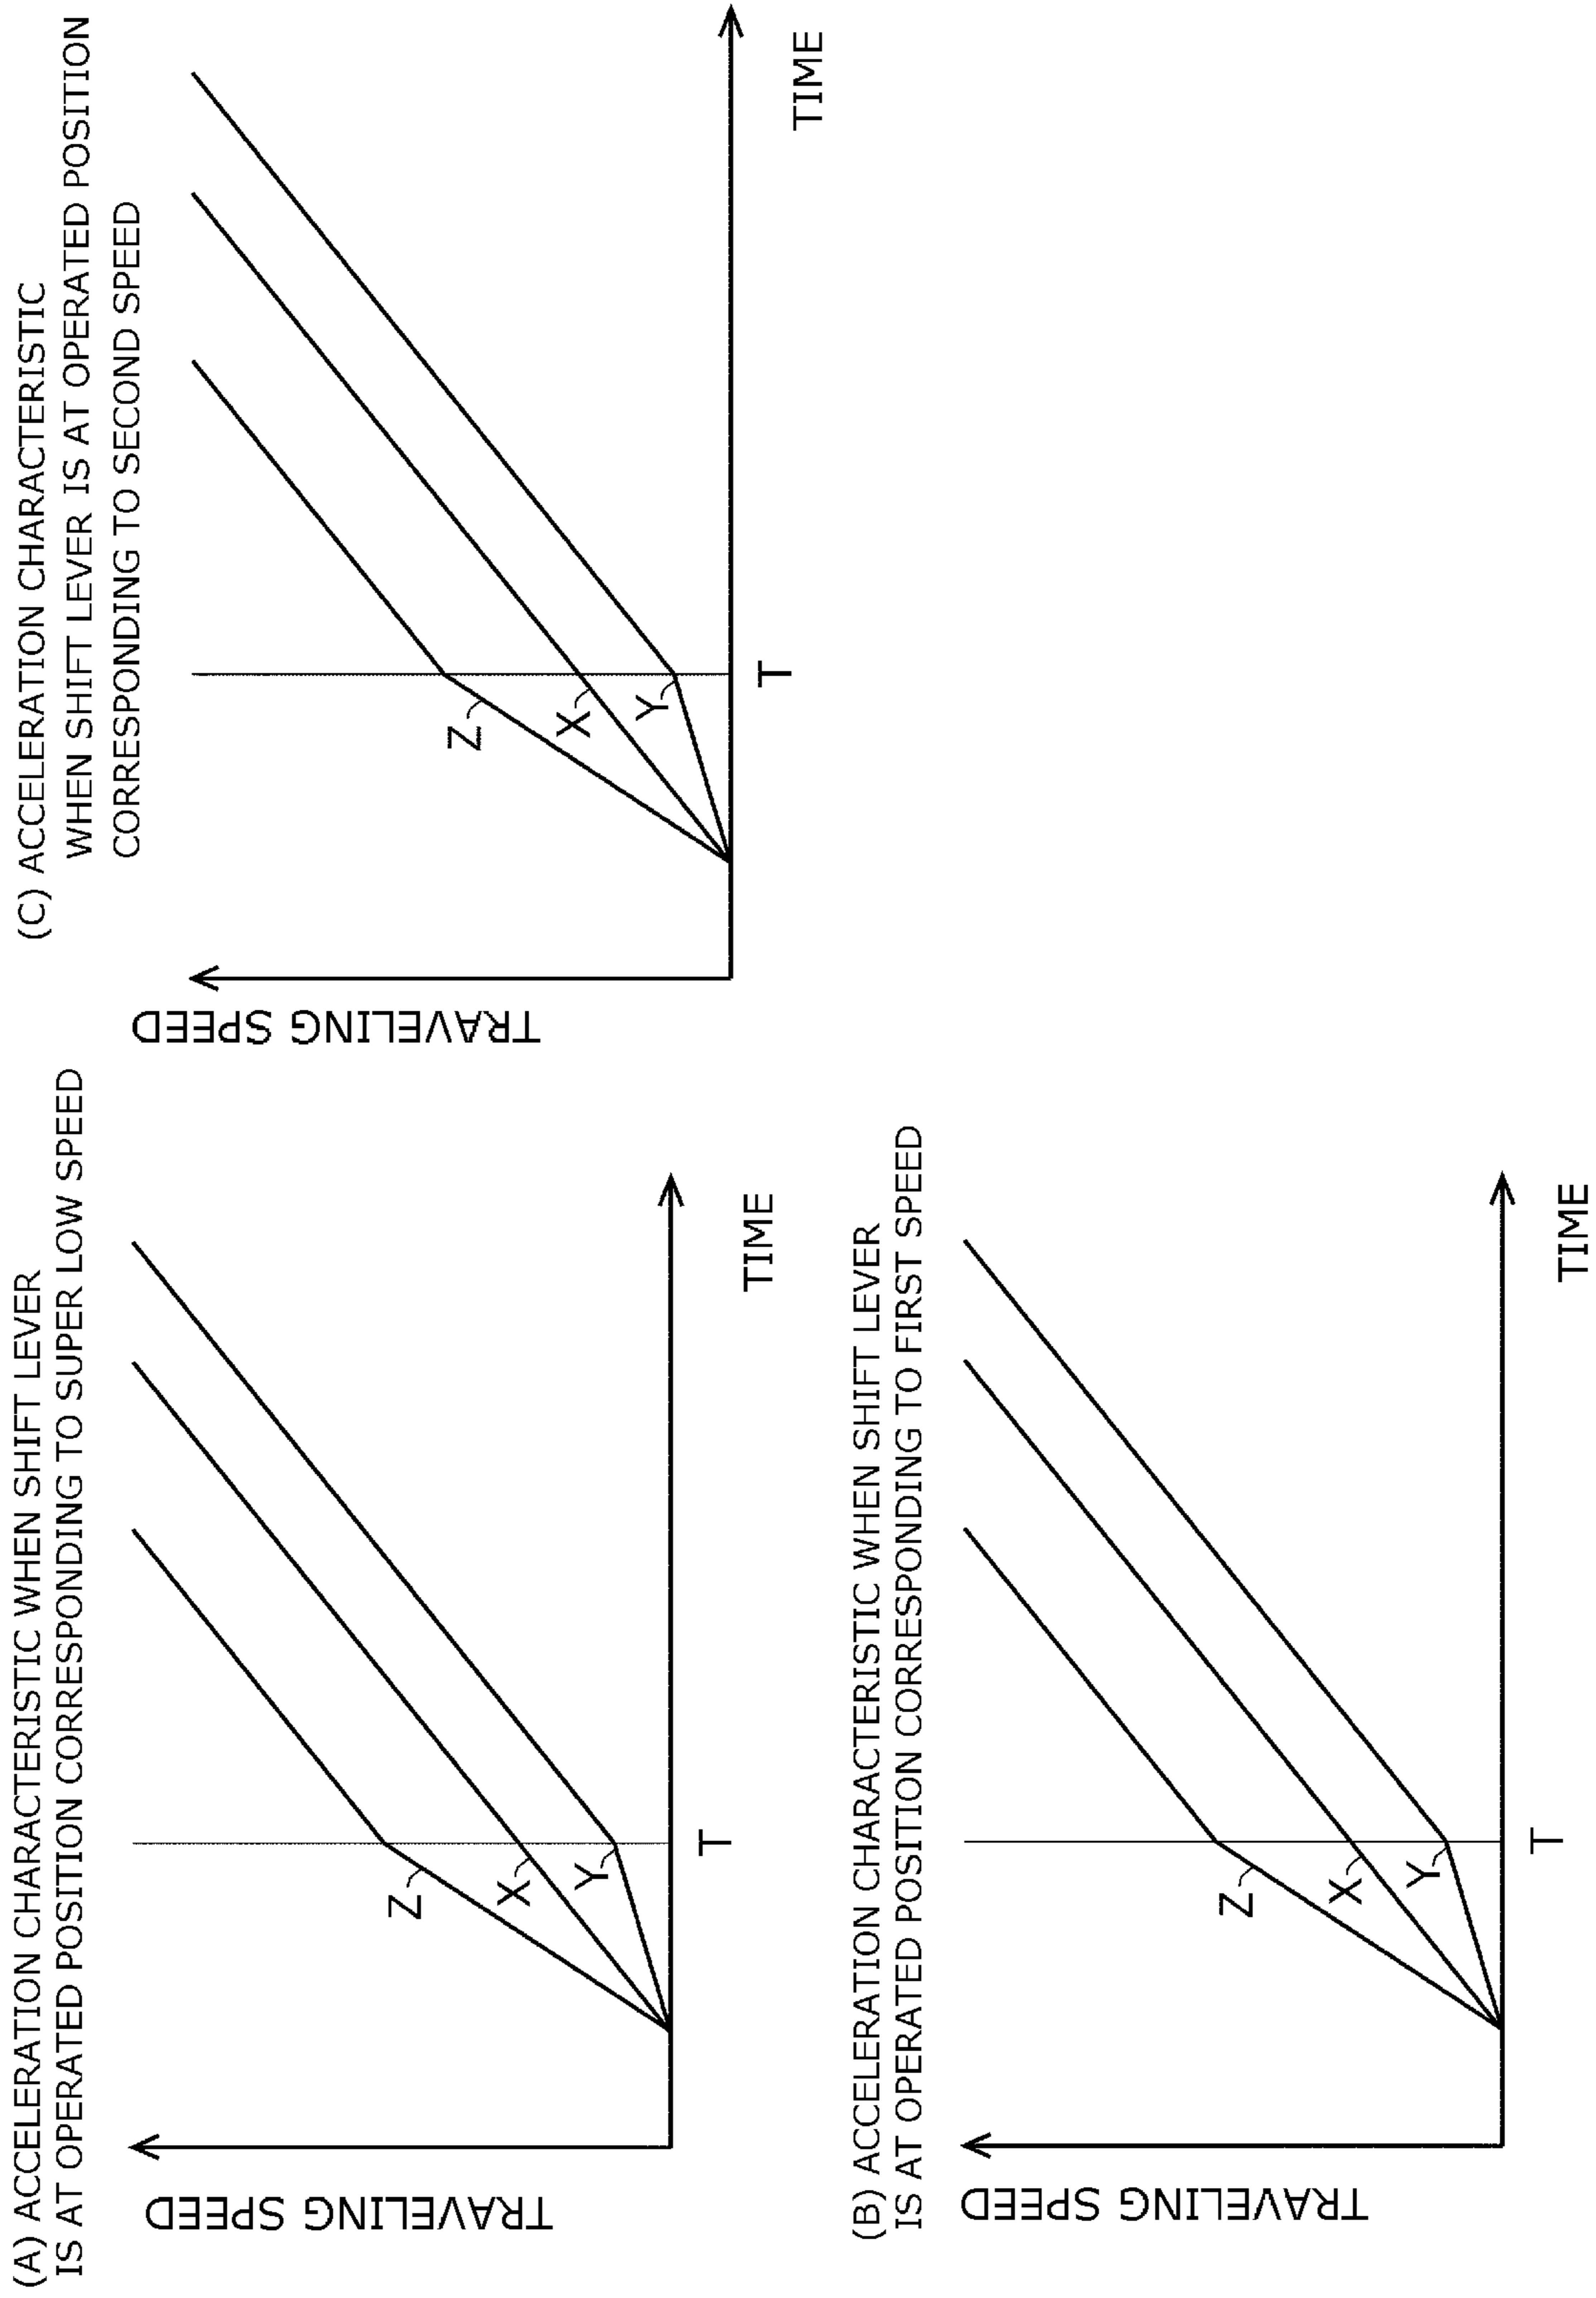 (A) ACCELERATION CHARACTERISTIC WHEN SHIFT LEVER
IS AT OPERATED POSITION CORRESPONDING TO SUPER LOW SPEED
TRAVELING SPEED
Z
X
Y
T
TIME
(B) ACCELERATION CHARACTERISTIC WHEN SHIFT LEVER
IS AT OPERATED POSITION CORRESPONDING TO FIRST SPEED
TRAVELING SPEED
Z
X
Y
T
TIME
(C) ACCELERATION CHARACTERISTIC
WHEN SHIFT LEVER IS AT OPERATED POSITION
CORRESPONDING TO SECOND SPEED
TRAVELING SPEED
Z
X
Y
T
TIME